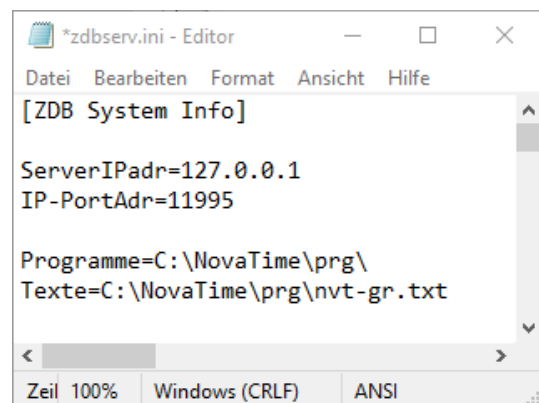 *zdbserv.ini - Editor
Datei Bearbeiten Format Ansicht Hilfe
[ZDB System Info]
ServerIPadr=127.0.0.1
IP-PortAdr=11995
Programme=C:\NovaTime\prg\
Texte=C:\NovaTime\prg\nvt-gr.txt
Zeil 100% Windows (CRLF) ANSI